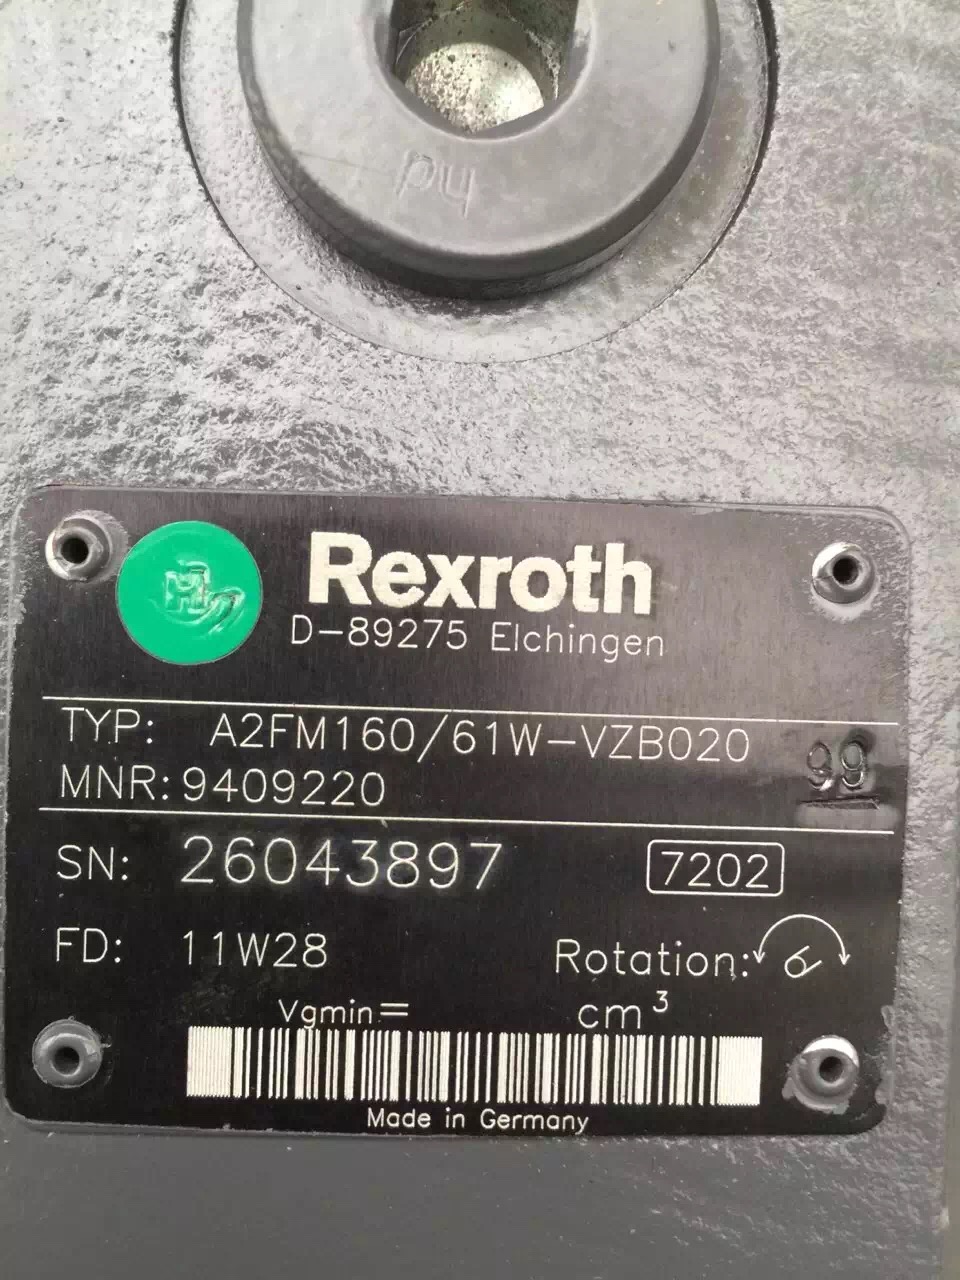 Rexroth
D-89275 Elchingen
TYP: A2FM160/61W-VZB020
99
MNR: 9409220
SN: 26043897 7202
FD: 11W28 Rotation:
Vgmin= cm³
Made in Germany